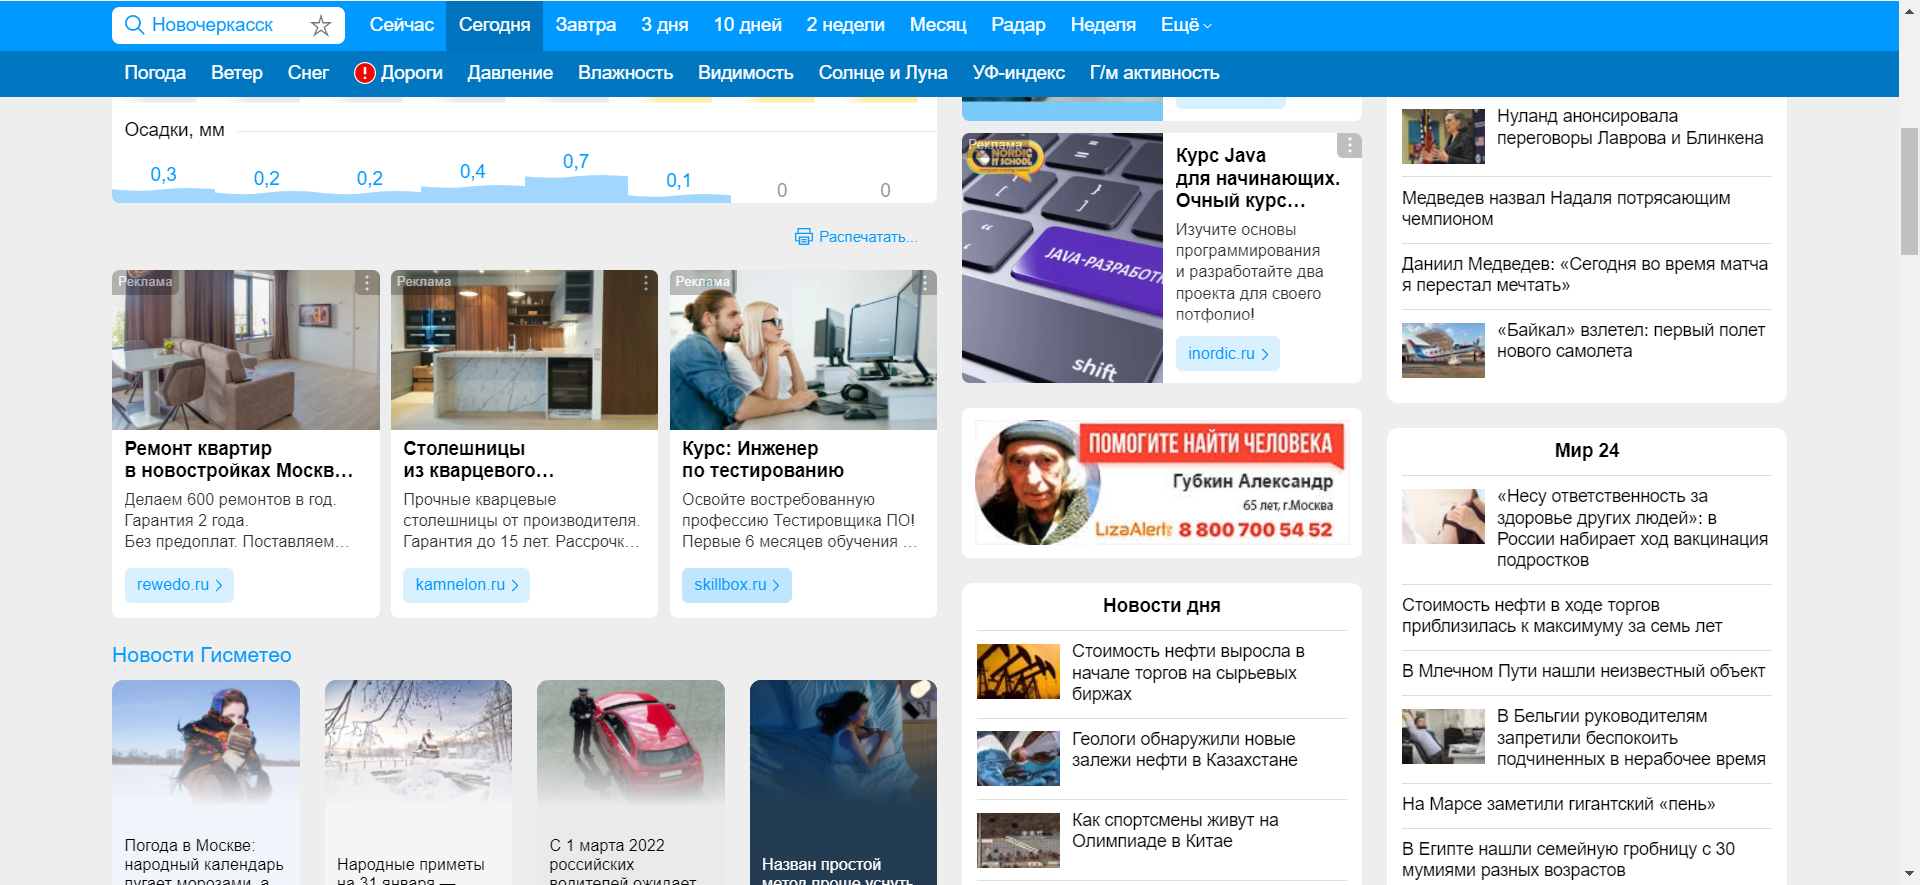 Новочеркасск
Сейчас Сегодня Завтра 3 дня 10 дней 2 недели Месяц Радар Неделя Ещё
Погода Ветер Снег Дороги Давление Влажность Видимость Солнце и Луна УФ-индекс Г/м активность
Осадки, мм
0,3 0,2 0,2 0,4 0,7 0,1 0 0
Распечатать...
Реклама
Ремонт квартир
в новостройках Москв…
Делаем 600 ремонтов в год.
Гарантия 2 года.
Без предоплат. Поставляем…
rewedo.ru
Реклама
Столешницы
из кварцевого…
Прочные кварцевые
столешницы от производителя.
Гарантия до 15 лет. Рассрочк…
kamnelon.ru
Реклама
Курс: Инженер
по тестированию
Освойте востребованную
профессию Тестировщика ПО!
Первые 6 месяцев обучения …
skillbox.ru
Новости Гисметео
Погода в Москве:
народный календарь
пугает морозами, а
Народные приметы
на 31 января —
С 1 марта 2022
российских
водителей ожидает
Назван простой
метод проще уснуть
Реклама
NORDIC
IT SCHOOL
JAVA-РАЗРАБОТК
shift
Курс Java
для начинающих.
Очный курс…
Изучите основы
программирования
и разработайте два
проекта для своего
потфолио!
inordic.ru
ПОМОГИТЕ НАЙТИ ЧЕЛОВЕКА
Губкин Александр
65 лет, г.Москва
LizaAlert 8 800 700 54 52
Новости дня
Стоимость нефти выросла в
начале торгов на сырьевых
биржах
Геологи обнаружили новые
залежи нефти в Казахстане
Как спортсмены живут на
Олимпиаде в Китае
Нуланд анонсировала
переговоры Лаврова и Блинкена
Медведев назвал Надаля потрясающим
чемпионом
Даниил Медведев: «Сегодня во время матча
я перестал мечтать»
«Байкал» взлетел: первый полет
нового самолета
Мир 24
«Несу ответственность за
здоровье других людей»: в
России набирает ход вакцинация
подростков
Стоимость нефти в ходе торгов
приблизилась к максимуму за семь лет
В Млечном Пути нашли неизвестный объект
В Бельгии руководителям
запретили беспокоить
подчиненных в нерабочее время
На Марсе заметили гигантский «пень»
В Египте нашли семейную гробницу с 30
мумиями разных возрастов